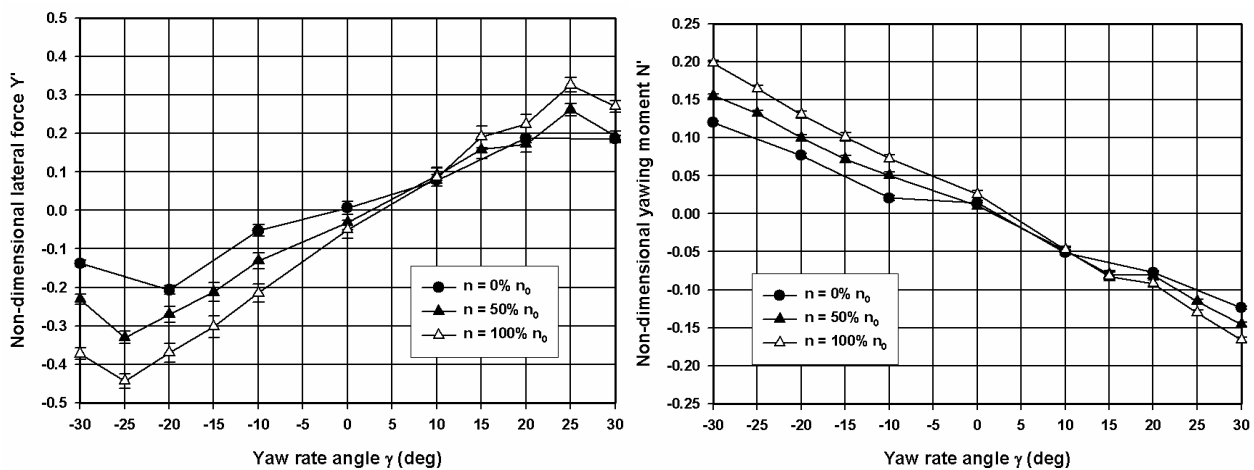 Non-dimensional lateral force Y'
0.5
0.4
0.3
0.2
0.1
0.0
-0.1
-0.2
-0.3
-0.4
-0.5
n = 0% n0
n = 50% n0
n = 100% n0
-30 -25 -20 -15 -10 -5 0 5 10 15 20 25 30
Yaw rate angle γ (deg)
Non-dimensional yawing moment N'
0.25
0.20
0.15
0.10
0.05
0.00
-0.05
-0.10
-0.15
-0.20
-0.25
n = 0% n0
n = 50% n0
n = 100% n0
-30 -25 -20 -15 -10 -5 0 5 10 15 20 25 30
Yaw rate angle γ (deg)